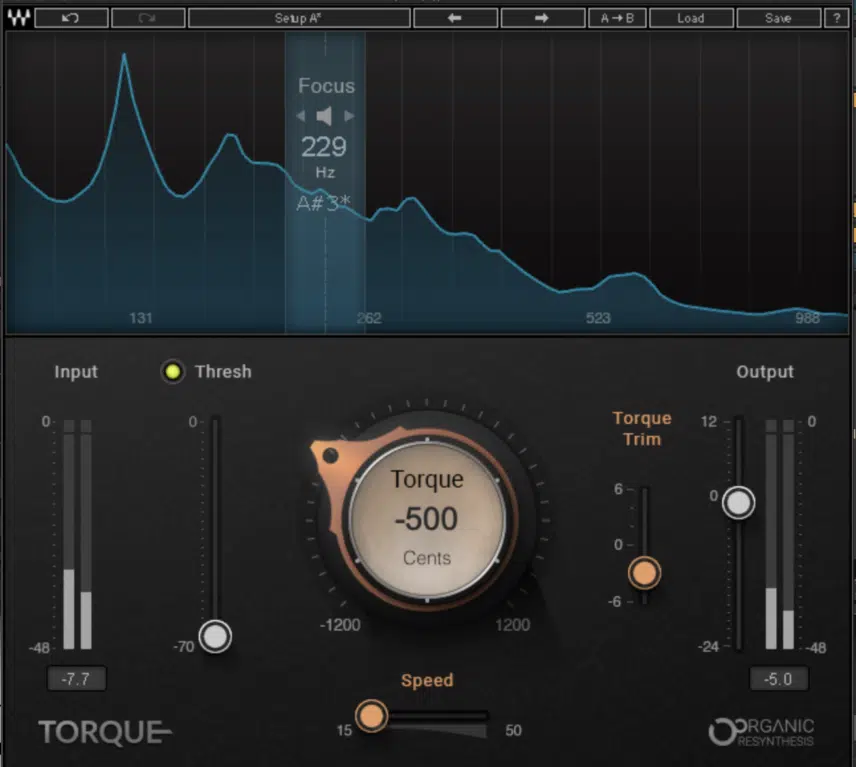 Setup A*
A→B
Load
Save
?
Focus
229
Hz
A#3*
131
262
523
988
Input
Thresh
Output
Torque
Trim
0
0
12
0
6
0
0
-6
Torque
-500
Cents
-48
-70
-1200
1200
-24
-48
-7.7
-5.0
Speed
15
50
TORQUE
ORGANIC
RESYNTHESIS